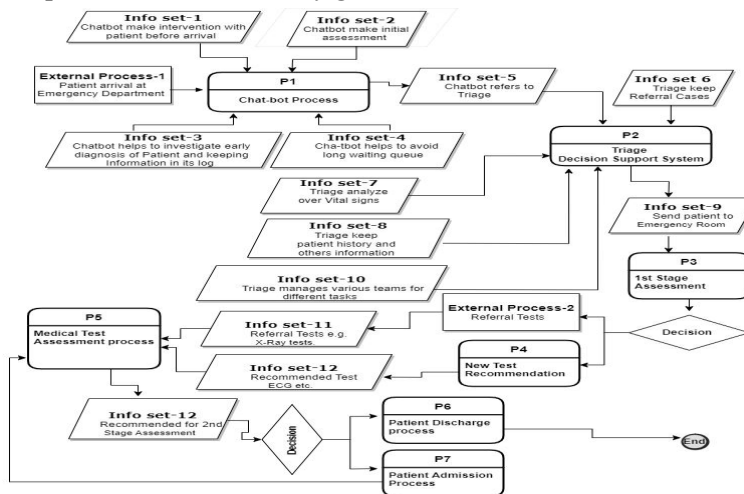 Info set-1
Chatbot make intervention with
patient before arrival
Info set-2
Chatbot make initial
assessment
External Process-1
Patient arrival at
Emergency Department
P1
Chat-bot Process
Info set-5
Chatbot refers to
Triage
Info set 6
Triage keep
Referral Cases
Info set-3
Chatbot helps to investigate early
diagnosis of Patient and keeping
Information in its log
Info set-4
Cha-tbot helps to avoid
long waiting queue
P2
Triage
Decision Support System
Info set-7
Triage analyze
over Vital signs
Info set-8
Triage keep
patient history and
others information
Info set-9
Send patient to
Emergency Room
Info set-10
Triage manages various teams for
different tasks
P3
1st Stage
Assessment
External Process-2
Referral Tests
Decision
P5
Medical Test
Assessment process
Info set-11
Referral Tests e.g.
X-Ray tests.
P4
New Test
Recommendation
Info set-12
Recommended Test
ECG etc.
Info set-12
Recommended for 2nd
Stage Assessment
Decision
P6
Patient Discharge
process
End
P7
Patient Admission
Process